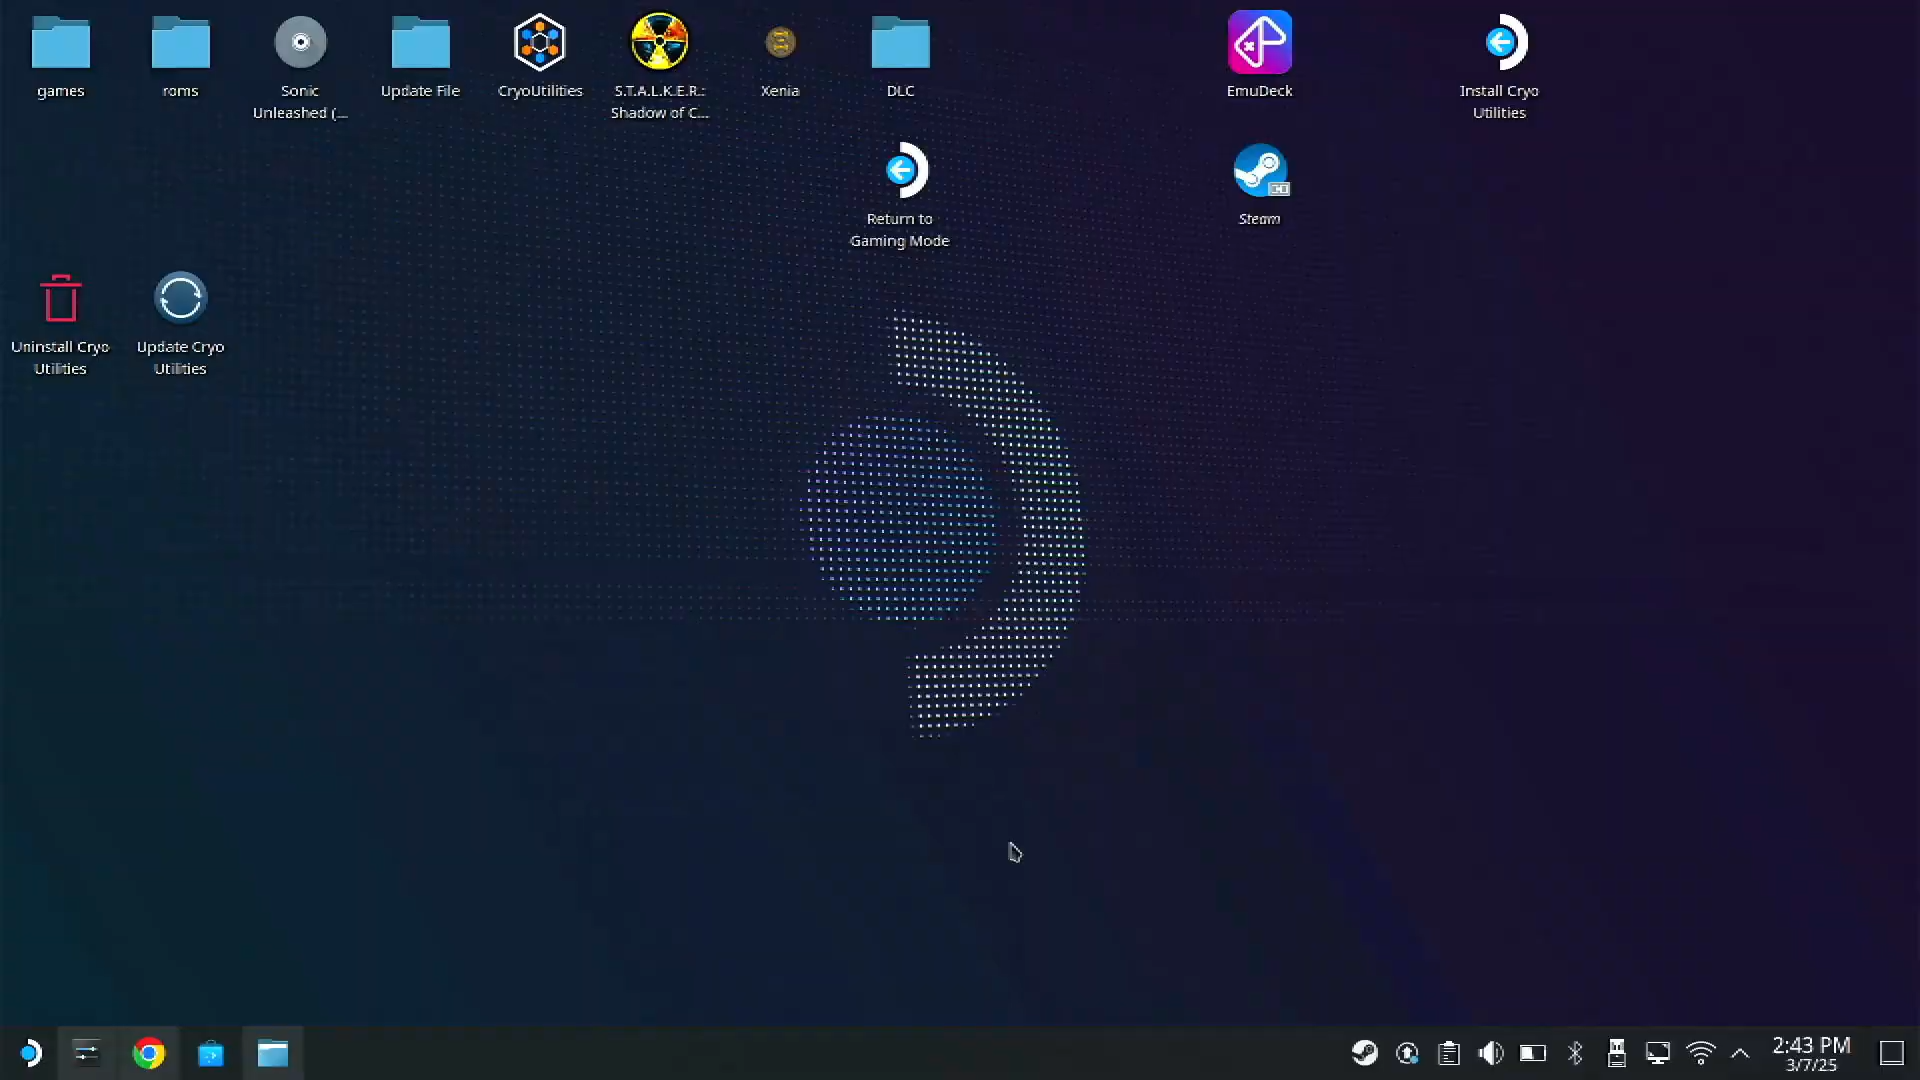 games
roms
Sonic
Unleashed (...
Update File
CryoUtilities
S.T.A.L.K.E.R.:
Shadow of C...
Xenia
DLC
EmuDeck
Install Cryo
Utilities
Return to
Gaming Mode
Steam
Uninstall Cryo
Utilities
Update Cryo
Utilities
2:43 PM
3/7/25